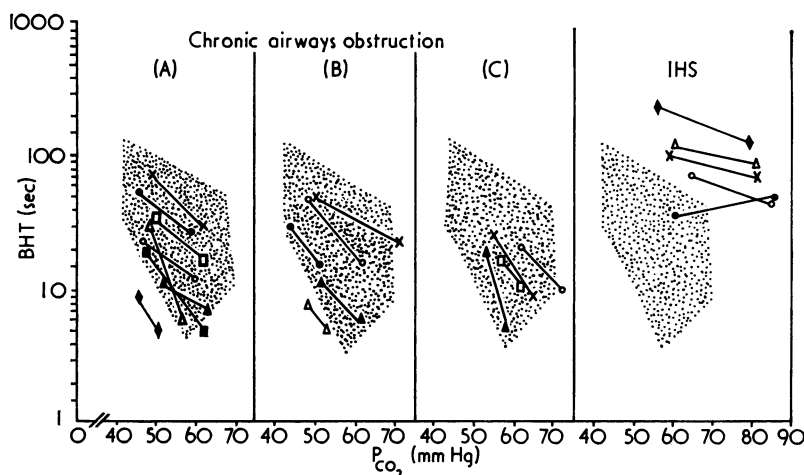 1000
Chronic airways obstruction
(A) (B) (C) IHS
100
BHT (sec)
10
1
0 40 50 60 70 40 50 60 70 40 50 60 70 40 50 60 70 80 90
PCO2 (mm Hg)